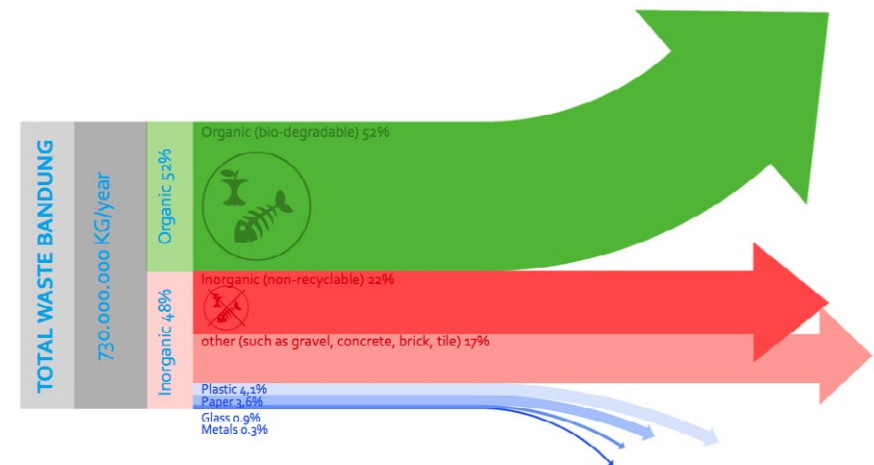 TOTAL WASTE BANDUNG
730.000.000 KG/year
Organic 52%
Inorganic 48%
Organic (bio-degradable) 52%
Inorganic (non-recyclable) 22%
other (such as gravel, concrete, brick, tile) 17%
Plastic 4,1%
Paper 3,6%
Glass 0.9%
Metals 0.3%